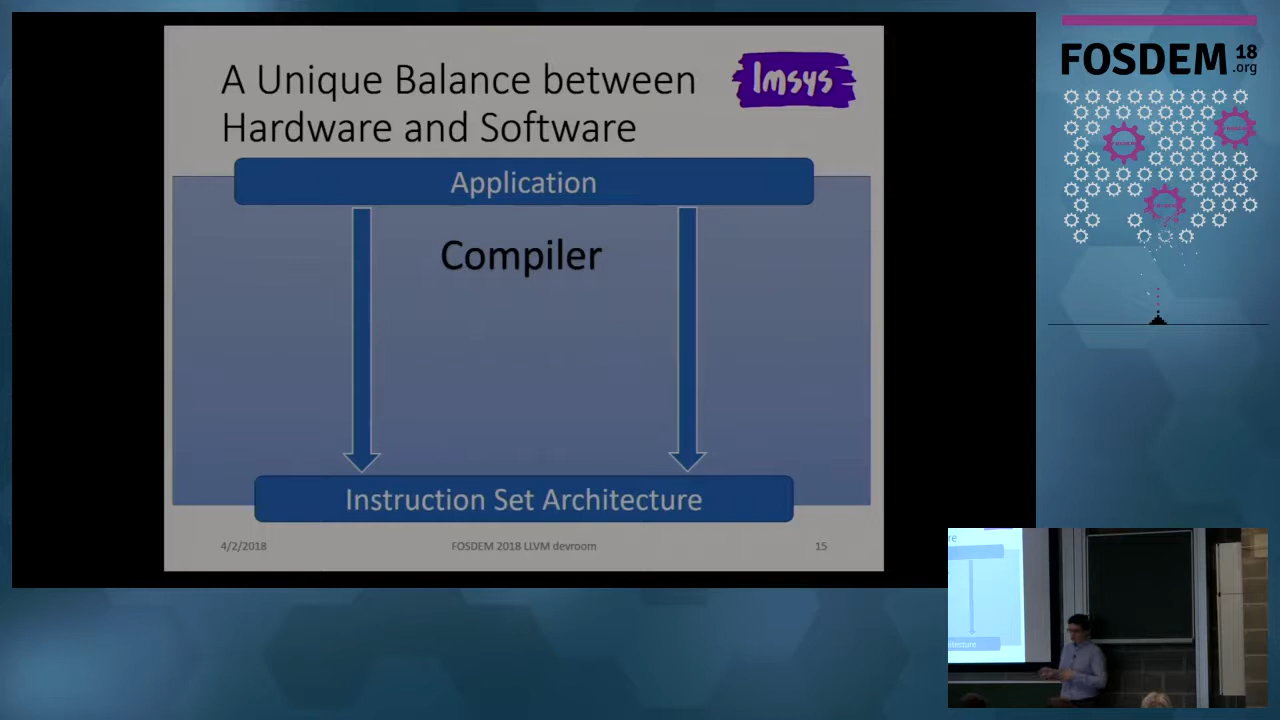 A Unique Balance between
Hardware and Software
Imsys
Application
Compiler
Instruction Set Architecture
4/2/2018
FOSDEM 2018 LLVM devroom
15
FOSDEM 18
.org